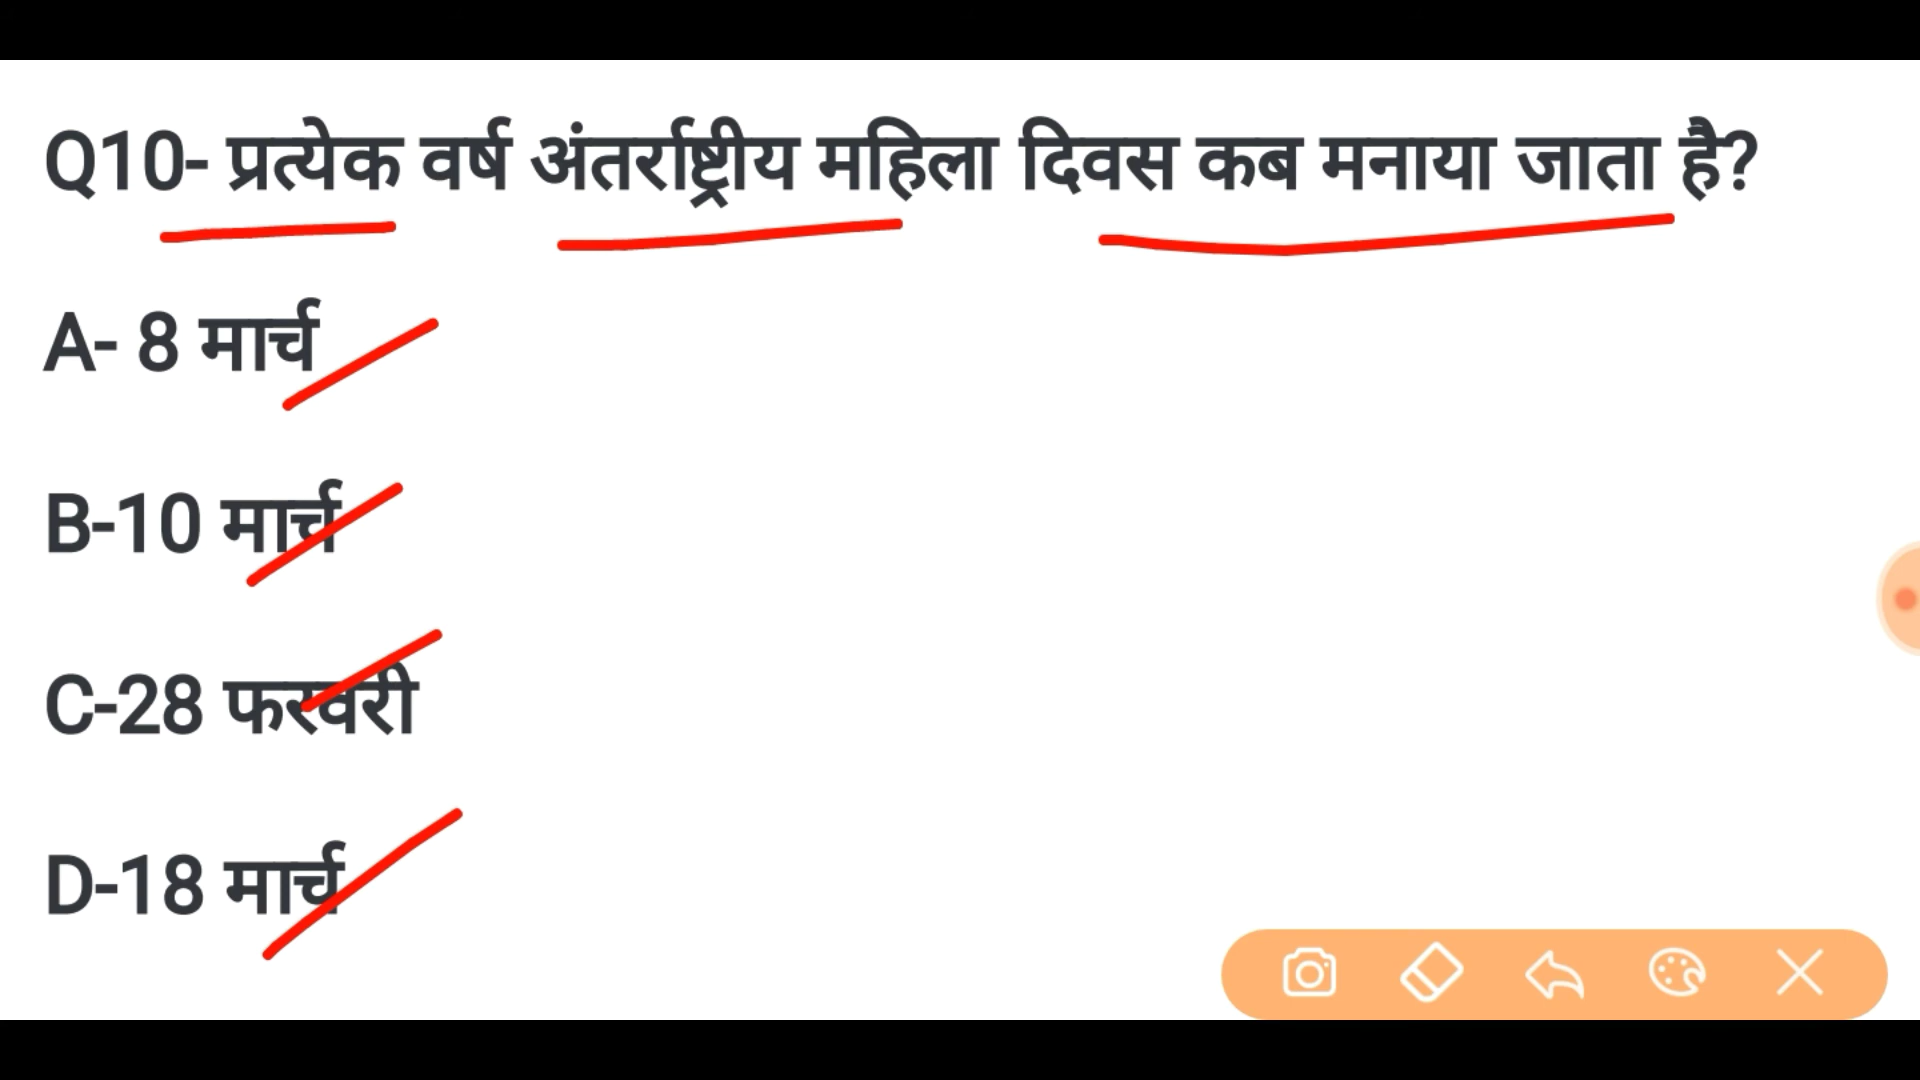 Q10- प्रत्येक वर्ष अंतर्राष्ट्रीय महिला दिवस कब मनाया जाता है?
A- 8 मार्च
B-10 मार्च
C-28 फरवरी
D-18 मार्च